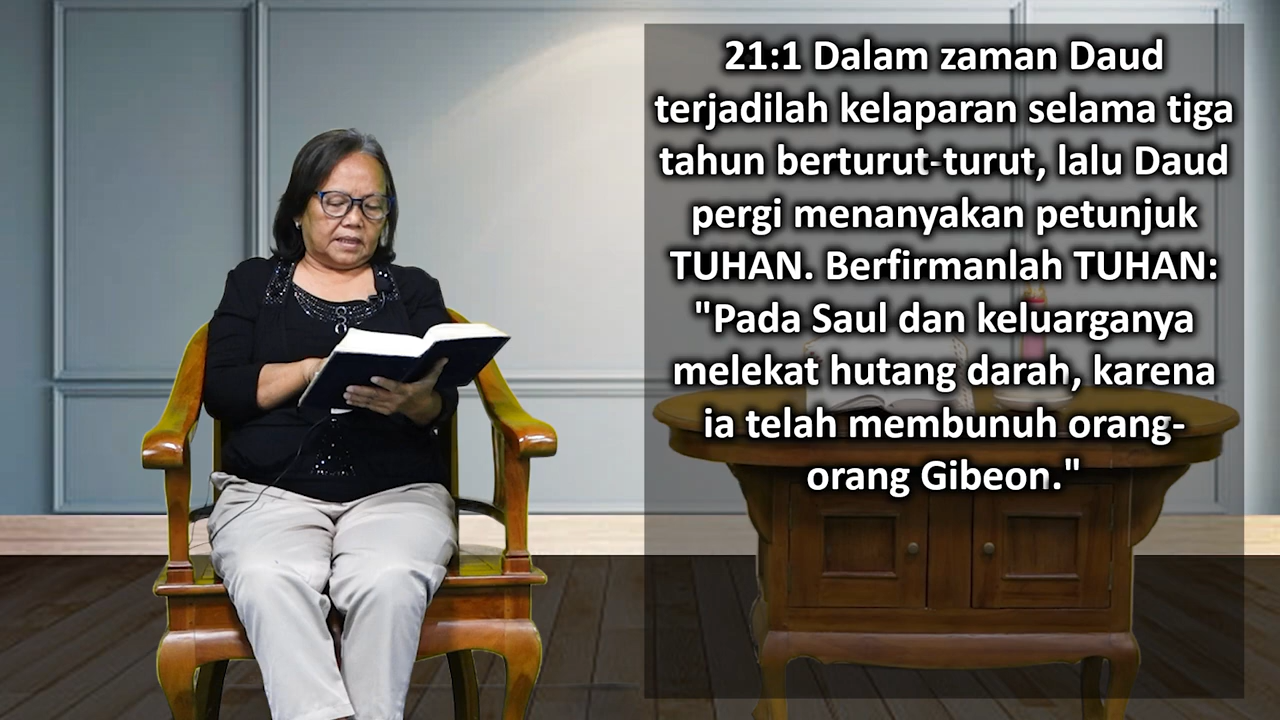 21:1 Dalam zaman Daud
terjadilah kelaparan selama tiga
tahun berturut-turut, lalu Daud
pergi menanyakan petunjuk
TUHAN. Berfirmanlah TUHAN:
"Pada Saul dan keluarganya
melekat hutang darah, karena
ia telah membunuh orang-
orang Gibeon."